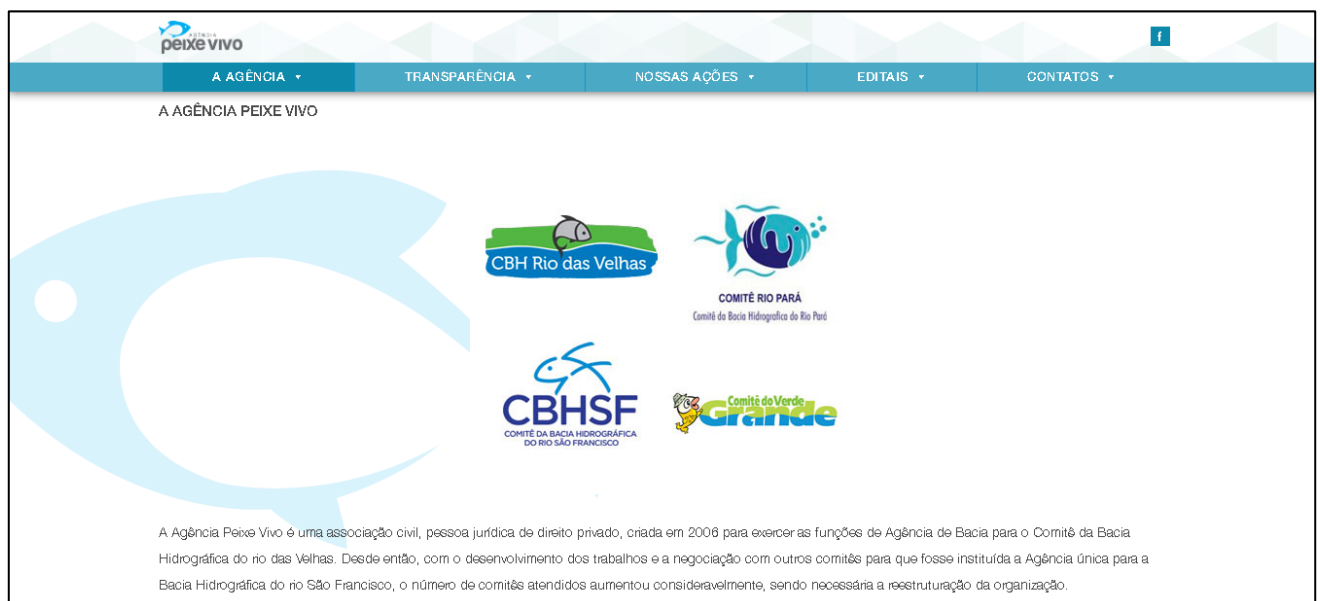 AGÊNCIA
peixe vivo
f
A AGÊNCIA TRANSPARÊNCIA NOSSAS AÇÕES EDITAIS CONTATOS
A AGÊNCIA PEIXE VIVO
CBH Rio das Velhas
COMITÊ RIO PARÁ
Comitê da Bacia Hidrografica do Rio Pará
CBHSF
COMITÊ DA BACIA HIDROGRÁFICA
DO RIO SÃO FRANCISCO
Comitê do Verde
Grande
A Agência Peixe Vivo é uma associação civil, pessoa jurídica de direito privado, criada em 2006 para exercer as funções de Agência de Bacia para o Comitê da Bacia
Hidrográfica do rio das Velhas. Desde então, com o desenvolvimento dos trabalhos e a negociação com outros comitês para que fosse instituída a Agência única para a
Bacia Hidrográfica do rio São Francisco, o número de comitês atendidos aumentou consideravelmente, sendo necessária a reestruturação da organização.